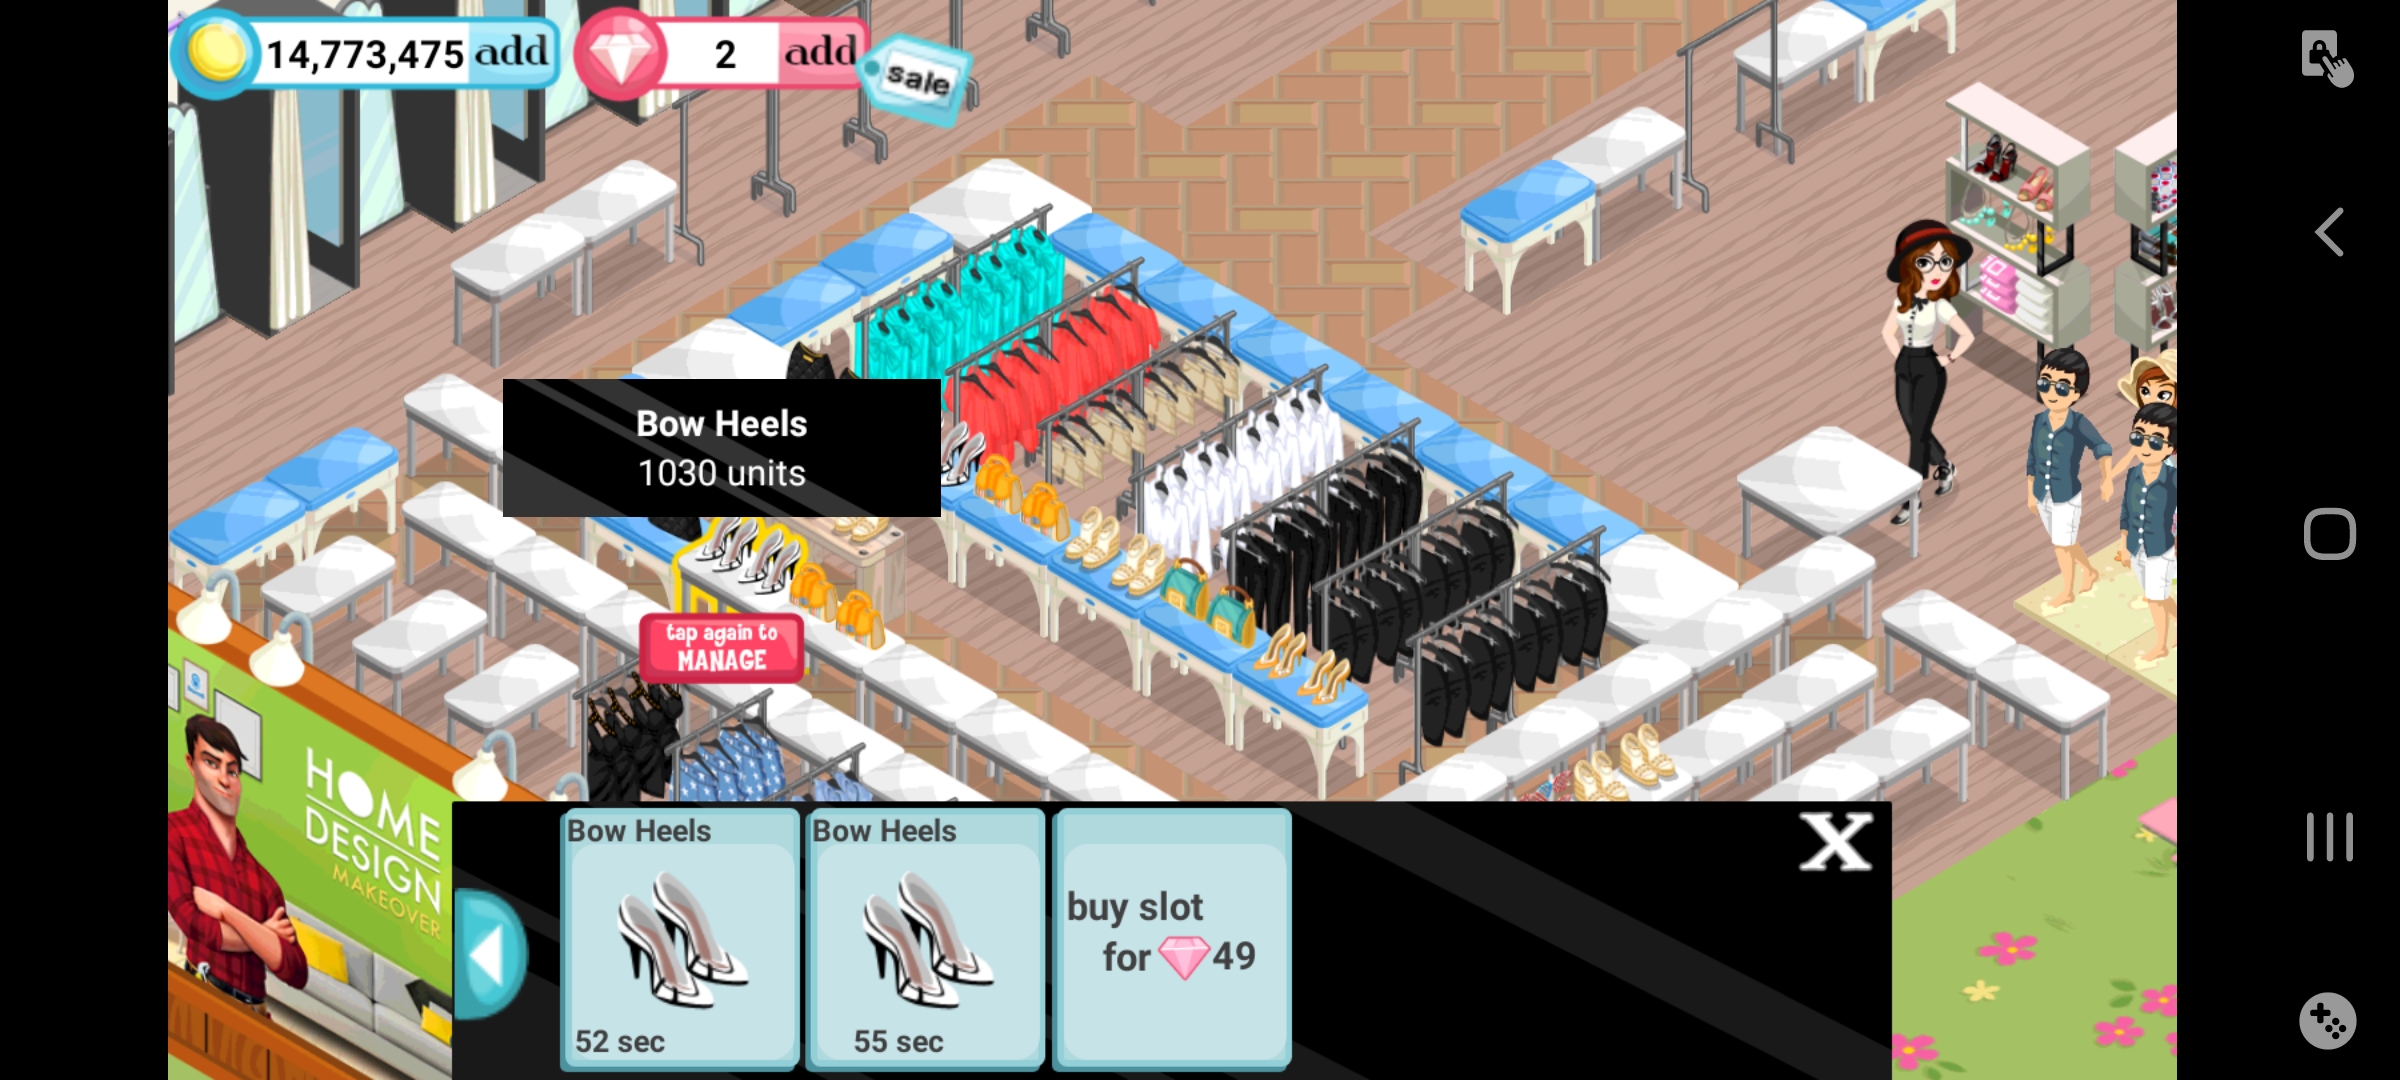 14,773,475 add
2 add
sale
Bow Heels
1030 units
tap again to
MANAGE
HOME
DESIGN
MAKEOVER
Bow Heels
52 sec
Bow Heels
55 sec
buy slot
for 49
X